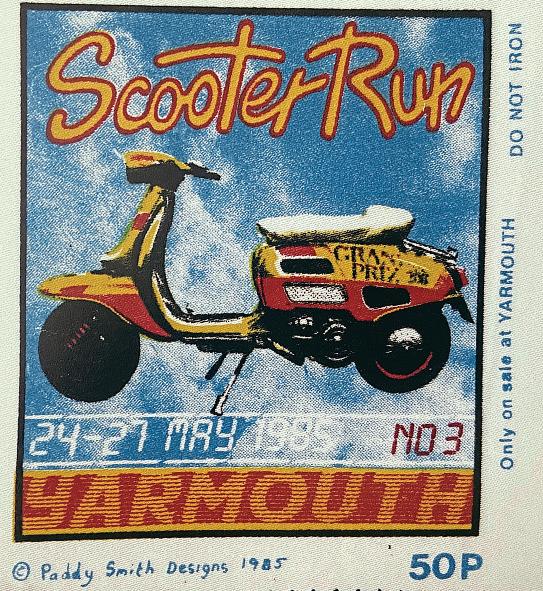 Scooter Run
GRAND
PRIX
24-27 MAY 1985
NO 3
YARMOUTH
© Paddy Smith Designs 1985
50P
Only on sale at YARMOUTH
DO NOT IRON